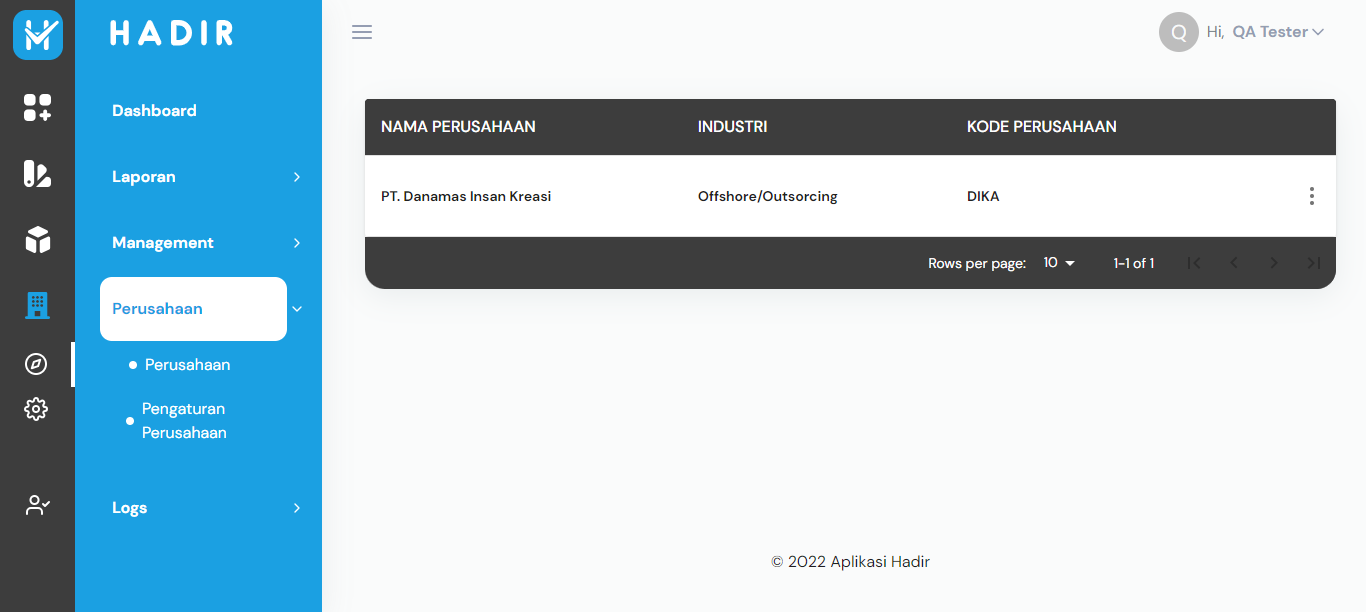 HADIR
Dashboard
Laporan
Management
Perusahaan
Perusahaan
Pengaturan
Perusahaan
Logs
Q Hi, QA Tester
NAMA PERUSAHAAN INDUSTRI KODE PERUSAHAAN
PT. Danamas Insan Kreasi Offshore/Outsorcing DIKA
Rows per page: 10 1-1 of 1
© 2022 Aplikasi Hadir